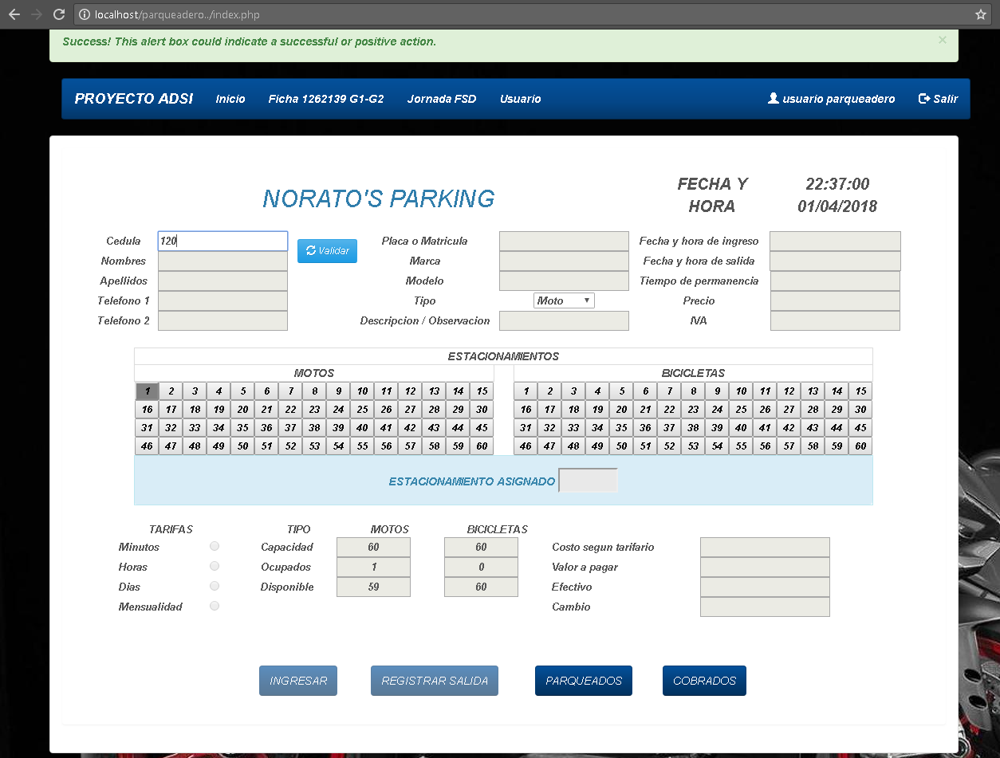 localhost/parqueadero../index.php
Success! This alert box could indicate a successful or positive action. ×
PROYECTO ADSI Inicio Ficha 1262139 G1-G2 Jornada FSD Usuario usuario parqueadero Salir
NORATO'S PARKING
FECHA Y HORA
22:37:00
01/04/2018
Cedula 120 Validar Placa o Matricula Fecha y hora de ingreso
Nombres Marca Fecha y hora de salida
Apellidos Modelo Tiempo de permanencia
Telefono 1 Tipo Moto Precio
Telefono 2 Descripcion / Observacion IVA
ESTACIONAMIENTOS
MOTOS BICICLETAS
1 2 3 4 5 6 7 8 9 10 11 12 13 14 15 1 2 3 4 5 6 7 8 9 10 11 12 13 14 15
16 17 18 19 20 21 22 23 24 25 26 27 28 29 30 16 17 18 19 20 21 22 23 24 25 26 27 28 29 30
31 32 33 34 35 36 37 38 39 40 41 42 43 44 45 31 32 33 34 35 36 37 38 39 40 41 42 43 44 45
46 47 48 49 50 51 52 53 54 55 56 57 58 59 60 46 47 48 49 50 51 52 53 54 55 56 57 58 59 60
ESTACIONAMIENTO ASIGNADO
TARIFAS TIPO MOTOS BICICLETAS
Minutos Capacidad 60 60 Costo segun tarifario
Horas Ocupados 1 0 Valor a pagar
Dias Disponible 59 60 Efectivo
Mensualidad Cambio
INGRESAR REGISTRAR SALIDA PARQUEADOS COBRADOS